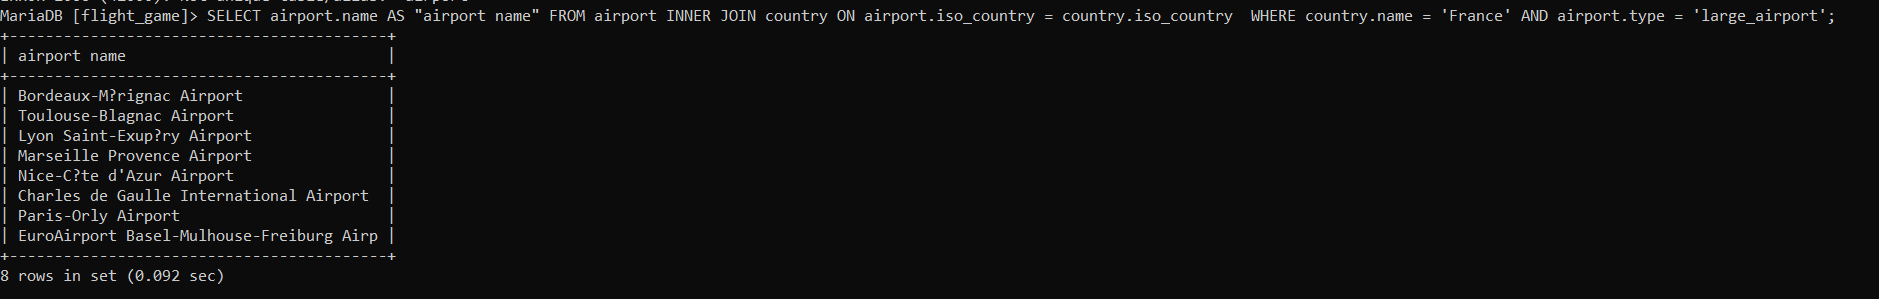 MariaDB [flight_game]> SELECT airport.name AS "airport name" FROM airport INNER JOIN country ON airport.iso_country = country.iso_country  WHERE country.name = 'France' AND airport.type = 'large_airport';
+------------------------------------------+
| airport name                             |
+------------------------------------------+
| Bordeaux-M?rignac Airport                |
| Toulouse-Blagnac Airport                 |
| Lyon Saint-Exup?ry Airport               |
| Marseille Provence Airport               |
| Nice-C?te d'Azur Airport                 |
| Charles de Gaulle International Airport  |
| Paris-Orly Airport                       |
| EuroAirport Basel-Mulhouse-Freiburg Airp |
+------------------------------------------+
8 rows in set (0.092 sec)